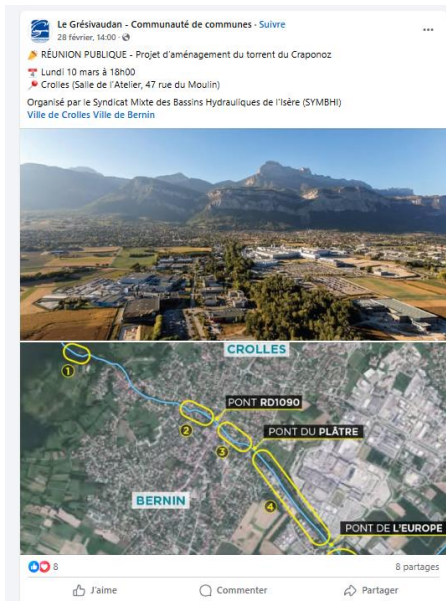 Le Grésivaudan - Communauté de communes · Suivre
28 février, 14:00 ·
RÉUNION PUBLIQUE - Projet d'aménagement du torrent du Craponoz
Lundi 10 mars à 18h00
Crolles (Salle de l'Atelier, 47 rue du Moulin)
Organisé par le Syndicat Mixte des Bassins Hydrauliques de l'Isère (SYMBHI)
Ville de Crolles Ville de Bernin
CROLLES
1
PONT RD1090
2
PONT DU PLÂTRE
3
BERNIN
4
PONT DE L'EUROPE
8
8 partages
J'aime
Commenter
Partager